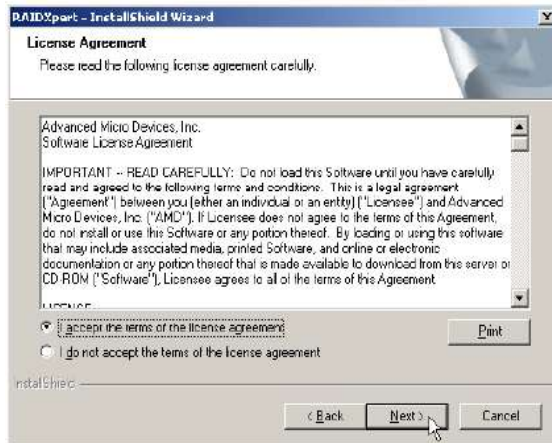 RAIDXpert - InstallShield Wizard
License Agreement
Please read the following license agreement carefully.
Advanced Micro Devices, Inc.
Software License Agreement
IMPORTANT -- READ CAREFULLY: Do not load this Software until you have carefully
read and agreed to the following terms and conditions. This is a legal agreement
("Agreement") between you (either an individual or an entity) ("Licensee") and Advanced
Micro Devices, Inc. ("AMD"). If Licensee does not agree to the terms of this Agreement,
do not install or use this Software or any portion thereof. By loading or using this software
that may include associated media, printed Software, and online or electronic
documentation or any portion thereof that is made available to download from this server or
CD-ROM ("Software"), Licensee agrees to all of the terms of this Agreement
LICENSE:
I accept the terms of the license agreement
Print
I do not accept the terms of the license agreement
InstallShield
< Back
Next >
Cancel